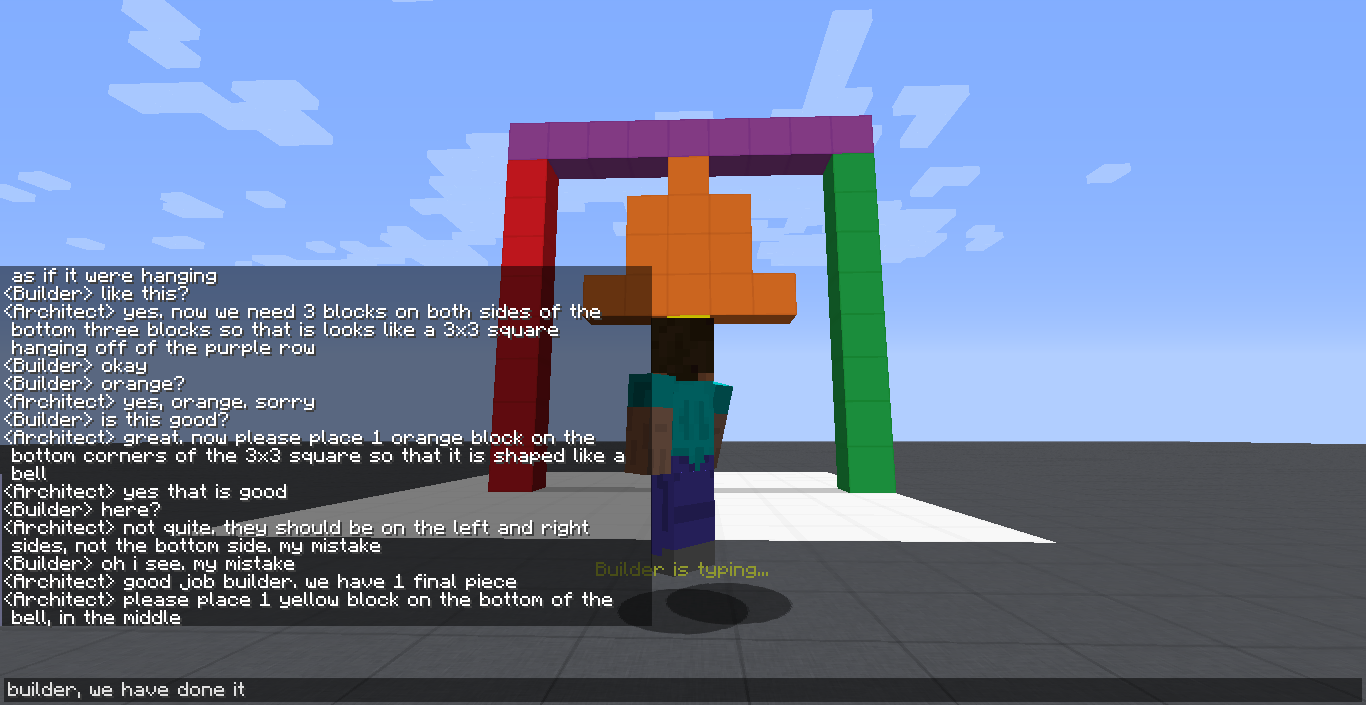 as if it were hanging
<Builder> like this?
<Architect> yes. now we need 3 blocks on both sides of the
bottom three blocks so that is looks like a 3x3 square
hanging off of the purple row
<Builder> okay
<Builder> orange?
<Architect> yes, orange. sorry
<Builder> is this good?
<Architect> great. now please place 1 orange block on the
bottom corners of the 3x3 square so that it is shaped like a
bell
<Architect> yes that is good
<Builder> here?
<Architect> not quite. they should be on the left and right
sides, not the bottom side. my mistake
<Builder> oh i see. my mistake
<Architect> good job builder. we have 1 final piece
<Architect> please place 1 yellow block on the bottom of the
bell, in the middle
Builder is typing...
builder, we have done it